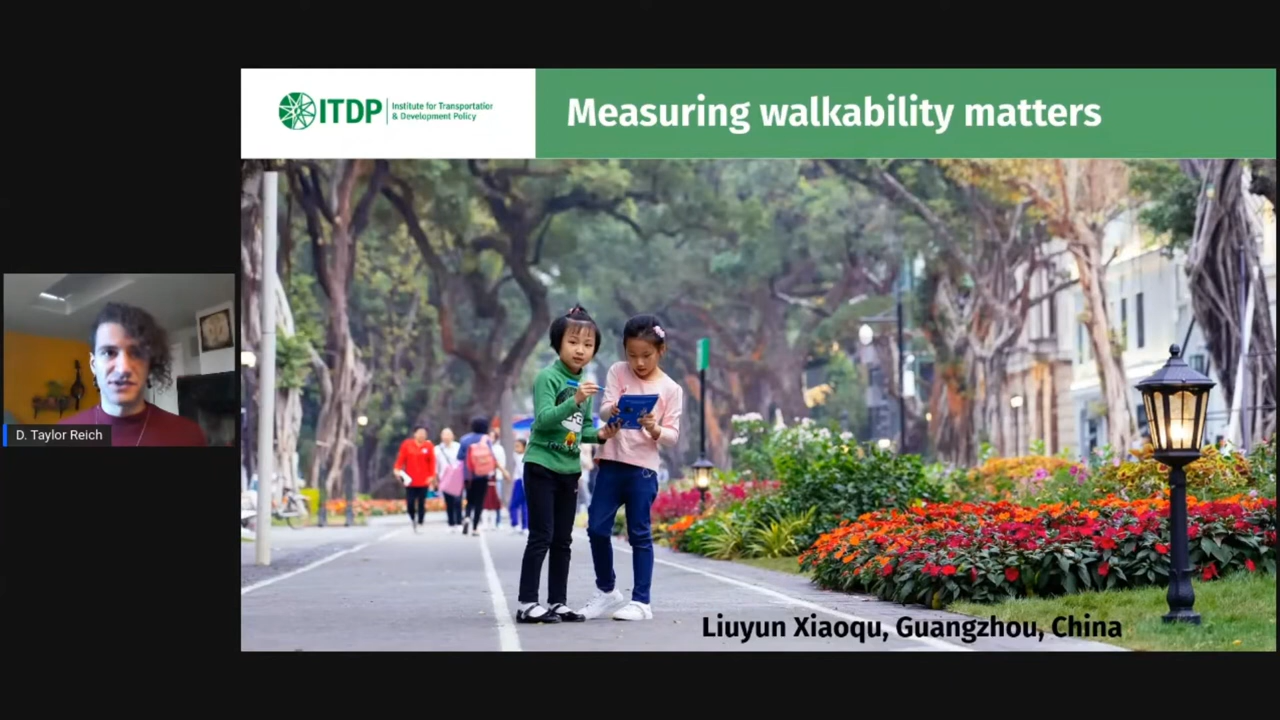 ITDP
Institute for Transportation
& Development Policy
Measuring walkability matters
D. Taylor Reich
Liuyun Xiaoqu, Guangzhou, China